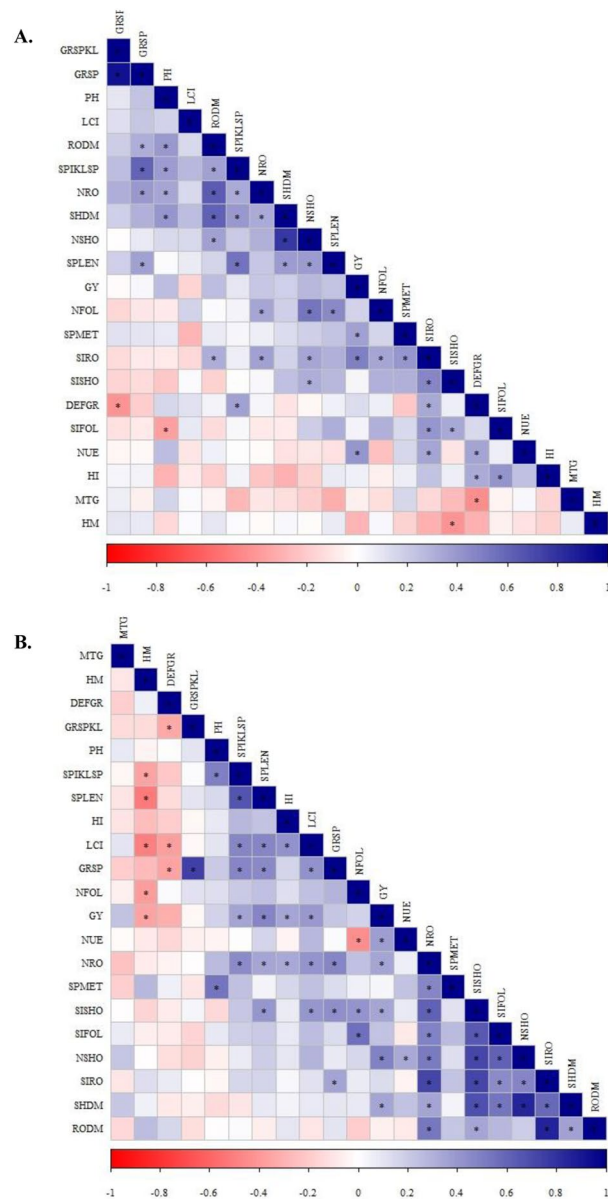 A.
GRSI
GRSPKL
GRSP
GRSP
PH
PH
LCI
LCI
RODM
RODM
SPIKLSP
SPIKLSP
NRO
NRO
SHDM
SHDM
NSHO
NSHO
SPLEN
SPLEN
GY
GY
NFOL
NFOL
SPMET
SPMET
SIRO
SIRO
SISHO
SISHO
DEFGR
DEFGR
SIFOL
SIFOL
NUE
NUE
HI
HI
MTG
MTG
HM
HM
-1 -0.8 -0.6 -0.4 -0.2 0 0.2 0.4 0.6 0.8 1
B.
MTG
MTG
HM
HM
DEFGR
DEFGR
GRSPKL
GRSPKL
PH
PH
SPIKLSP
SPIKLSP
SPLEN
SPLEN
HI
HI
LCI
LCI
GRSP
GRSP
NFOL
NFOL
GY
GY
NUE
NUE
NRO
NRO
SPMET
SPMET
SISHO
SISHO
SIFOL
SIFOL
NSHO
NSHO
SIRO
SIRO
SHDM
SHDM
RODM
RODM
-1 -0.8 -0.6 -0.4 -0.2 0 0.2 0.4 0.6 0.8 1